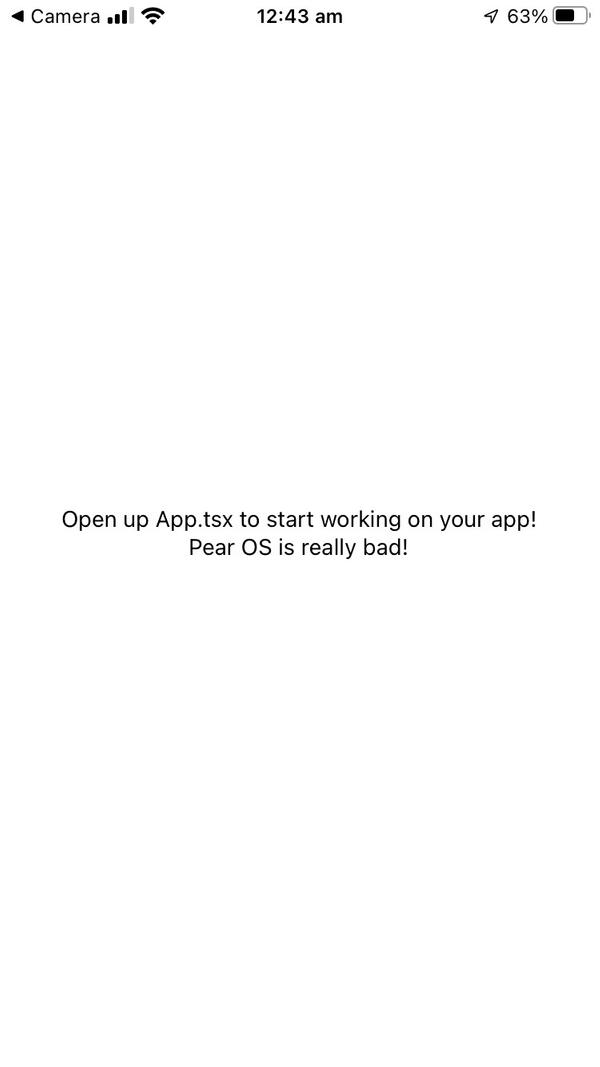 Camera 12:43 am 63%
Open up App.tsx to start working on your app!
Pear OS is really bad!